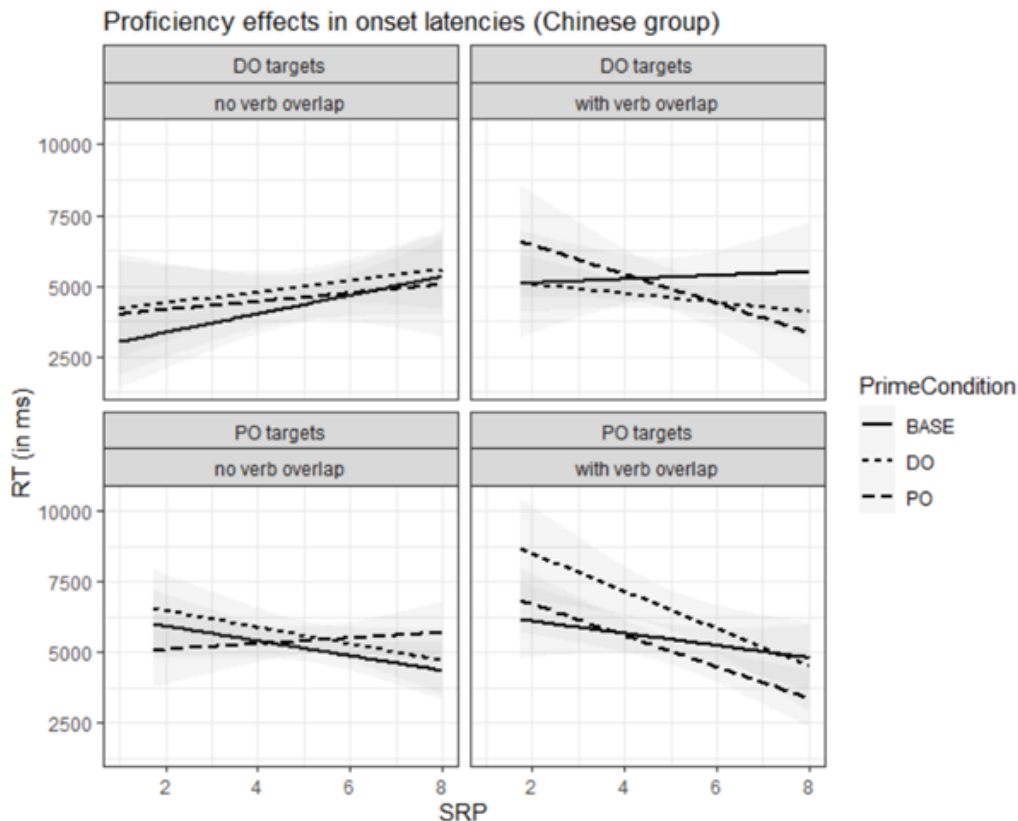 Proficiency effects in onset latencies (Chinese group)
DO targets
DO targets
no verb overlap
with verb overlap
10000
7500
5000
2500
PO targets
PO targets
no verb overlap
with verb overlap
10000
7500
5000
2500
RT (in ms)
2
4
6
8
2
4
6
8
SRP
PrimeCondition
BASE
DO
PO